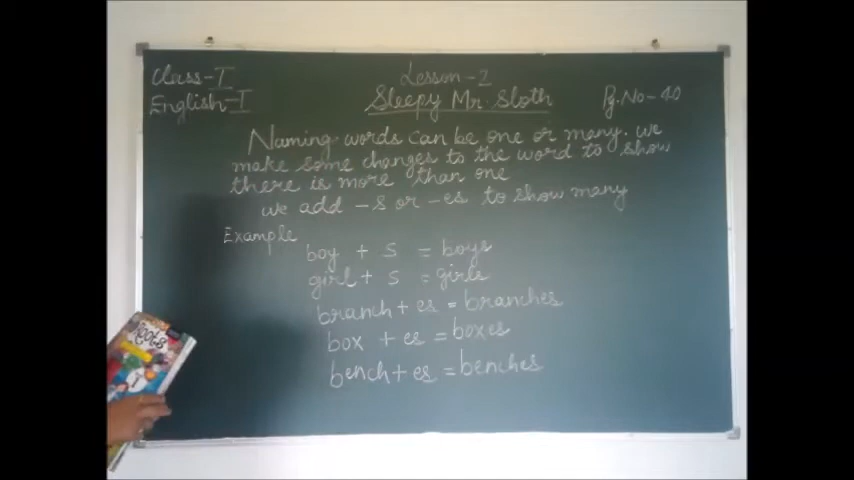 Class-I
English-I
Lesson-2
Sleepy Mr. Sloth
Pg.No-40
Naming words can be one or many. we
make some changes to the word to show
there is more than one
we add -s or -es to show many
Example
boy + s = boys
girl + s = girls
branch + es = branches
box + es = boxes
bench + es = benches
Roots
1